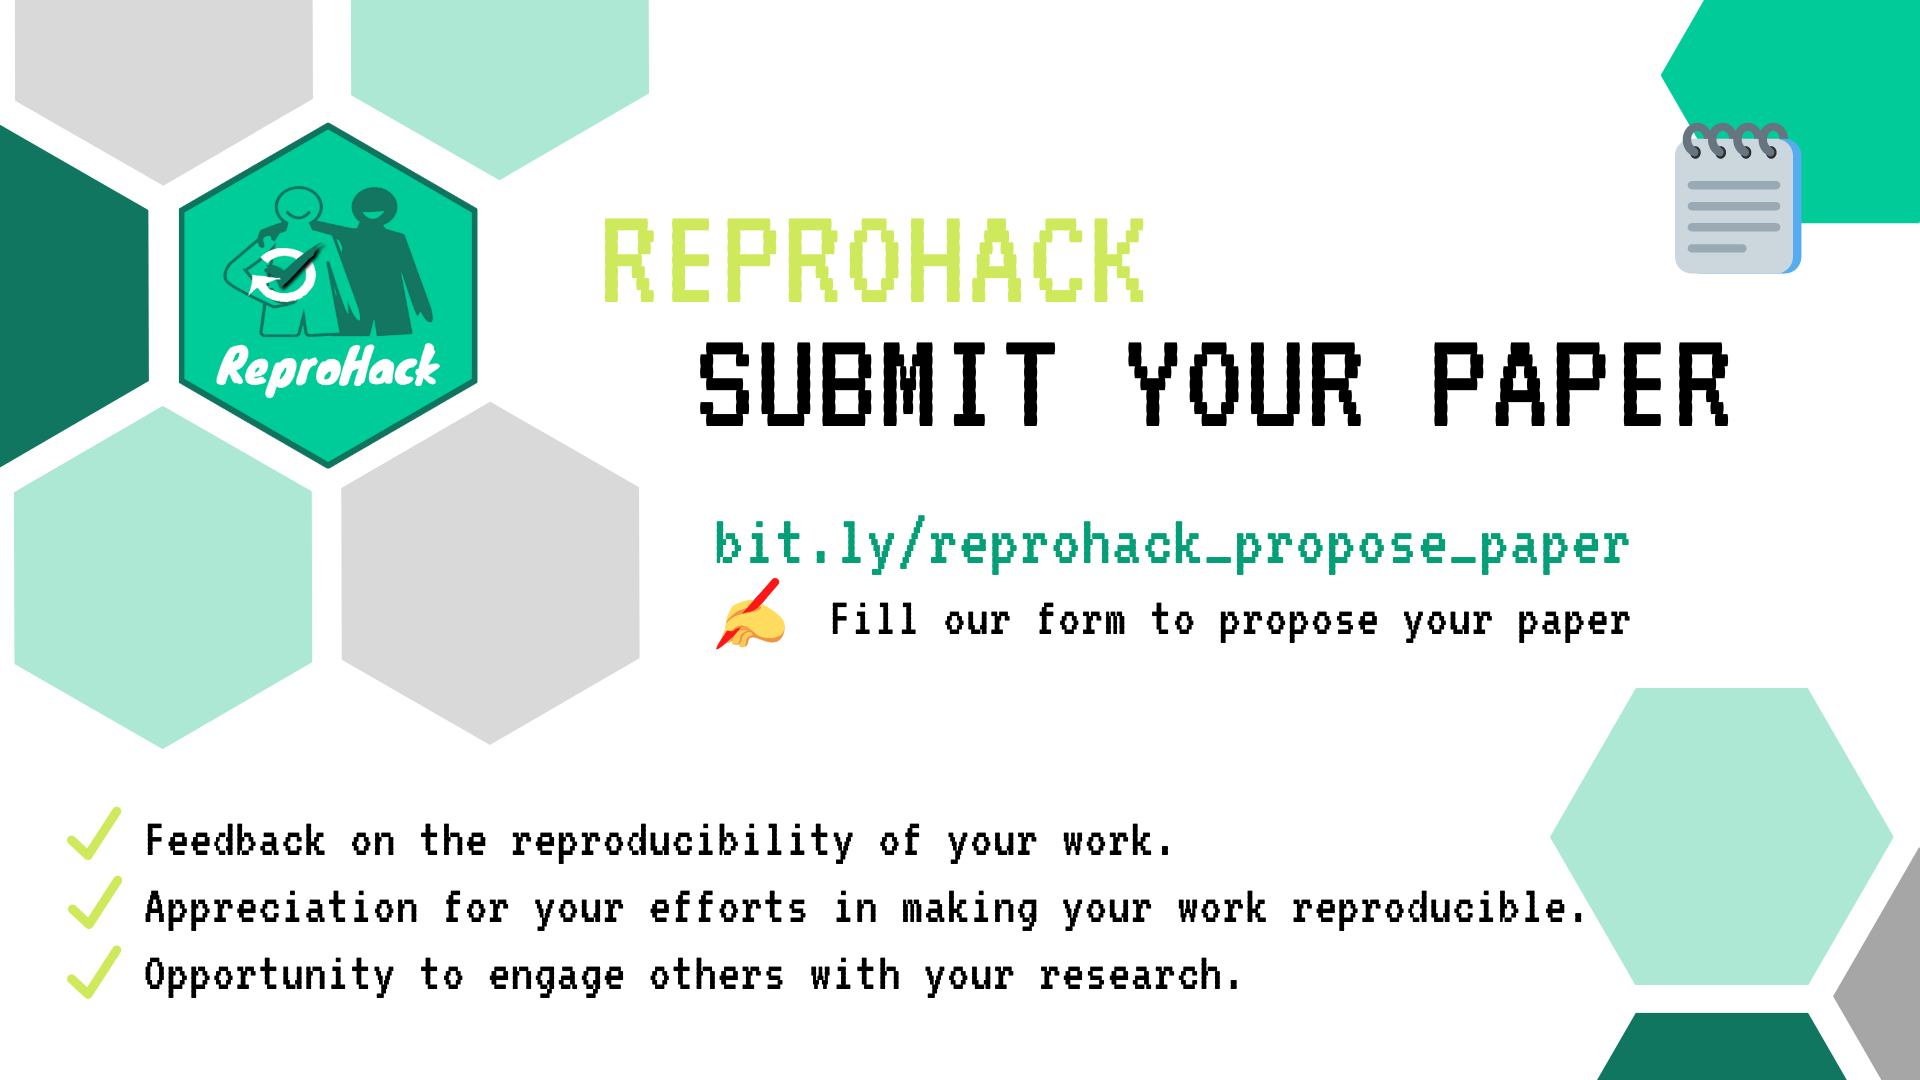 ReproHack
REPROHACK
SUBMIT YOUR PAPER
bit.ly/reprohack_propose_paper
Fill our form to propose your paper
Feedback on the reproducibility of your work.
Appreciation for your efforts in making your work reproducible.
Opportunity to engage others with your research.